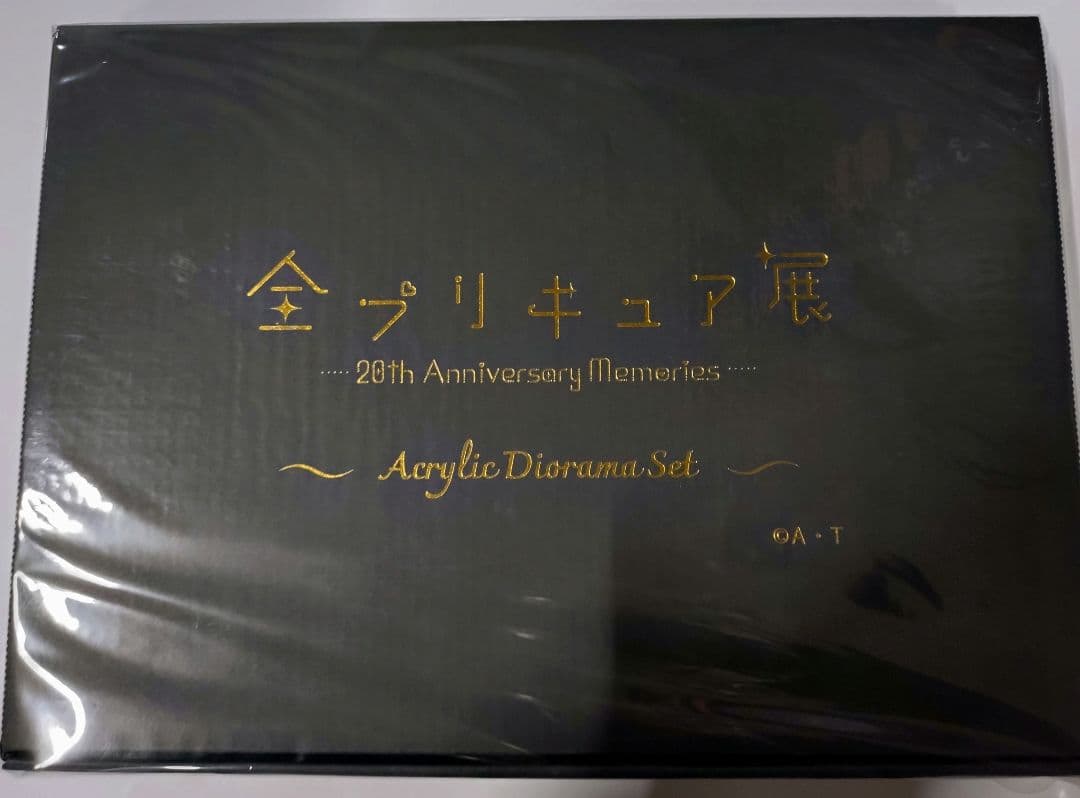 全プリキュア展
20th Anniversary Memories
Acrylic Diorama Set
©A・T